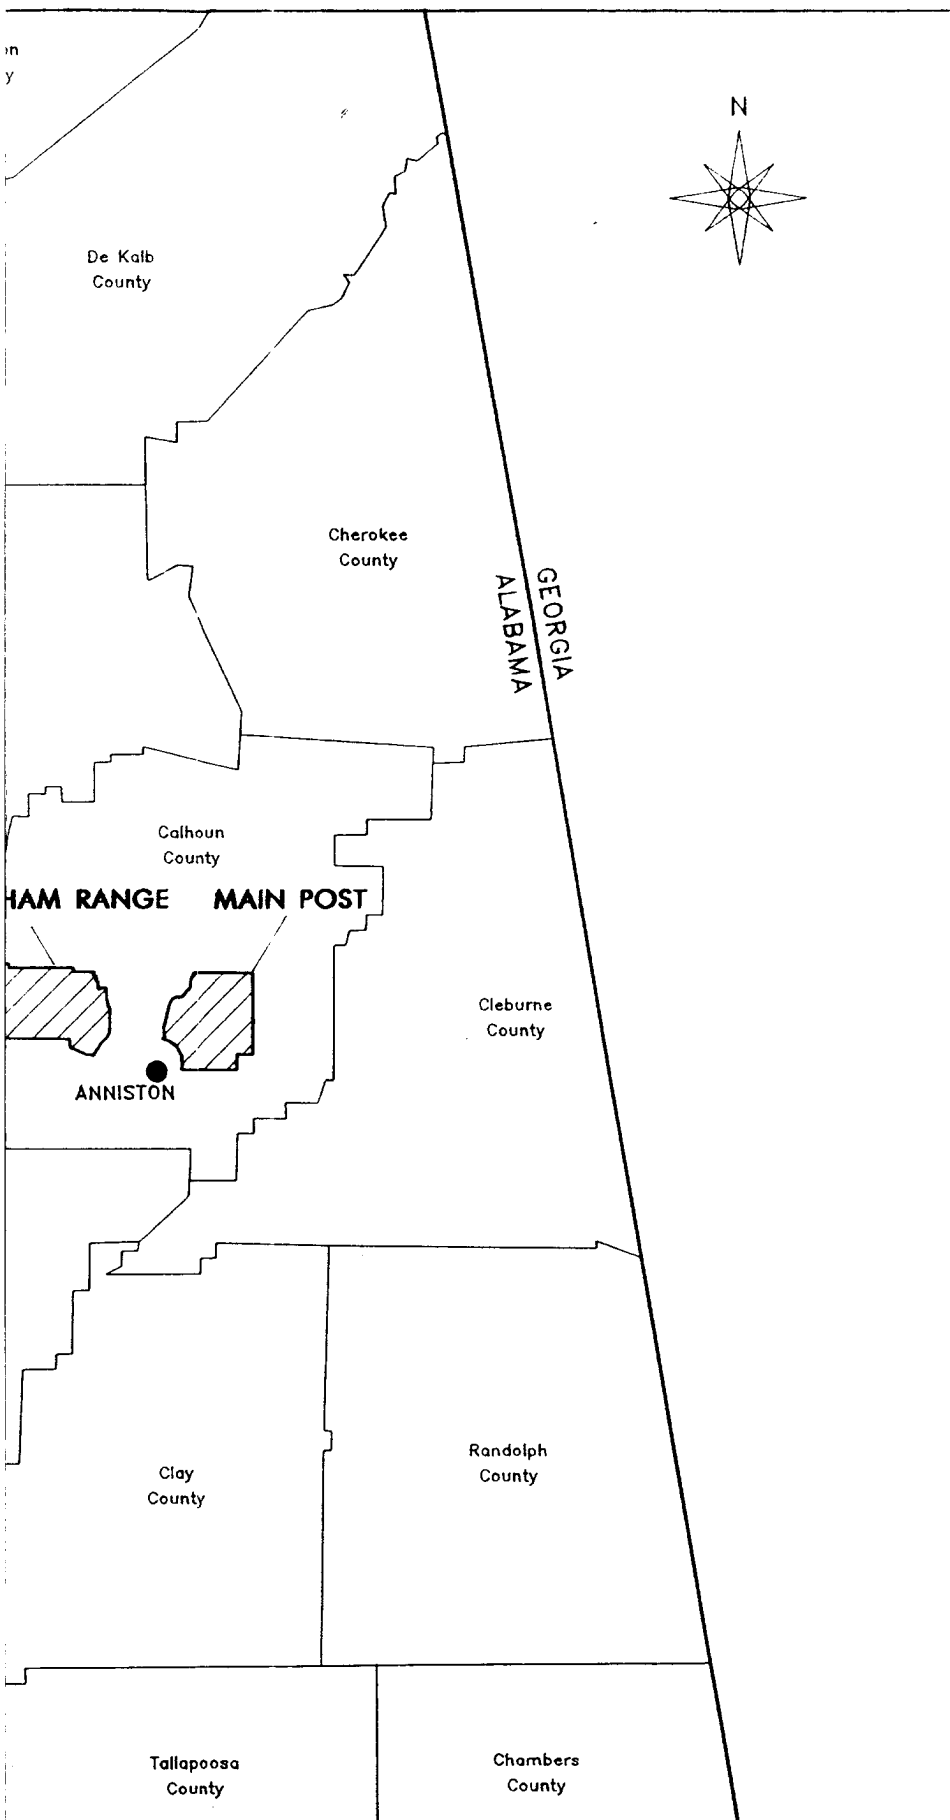 N
De Kalb
County
Cherokee
County
GEORGIA
ALABAMA
Calhoun
County
HAM RANGE
MAIN POST
Cleburne
County
ANNISTON
Clay
County
Randolph
County
Tallapoosa
County
Chambers
County